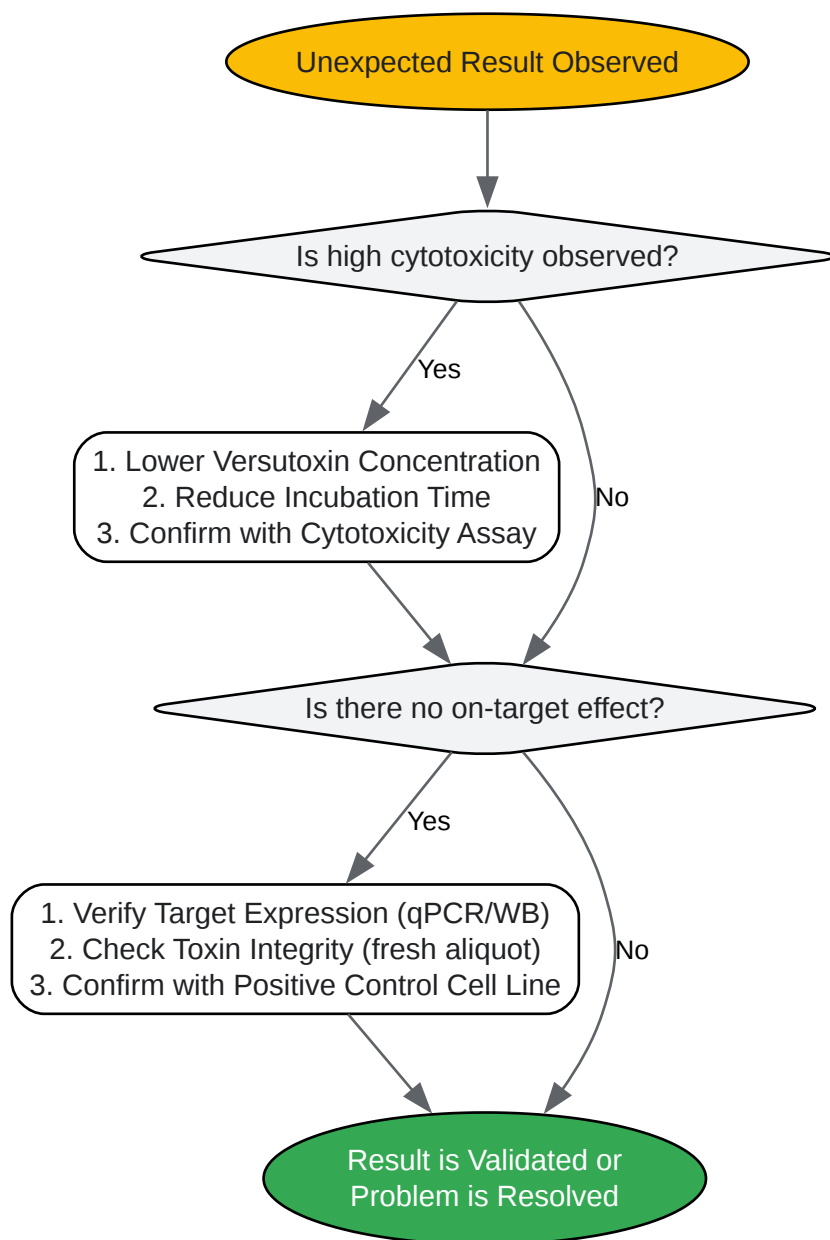 Unexpected Result Observed
Is high cytotoxicity observed?
Yes
1. Lower Versutoxin Concentration
2. Reduce Incubation Time
3. Confirm with Cytotoxicity Assay
No
Is there no on-target effect?
Yes
1. Verify Target Expression (qPCR/WB)
2. Check Toxin Integrity (fresh aliquot)
3. Confirm with Positive Control Cell Line
No
Result is Validated or
Problem is Resolved